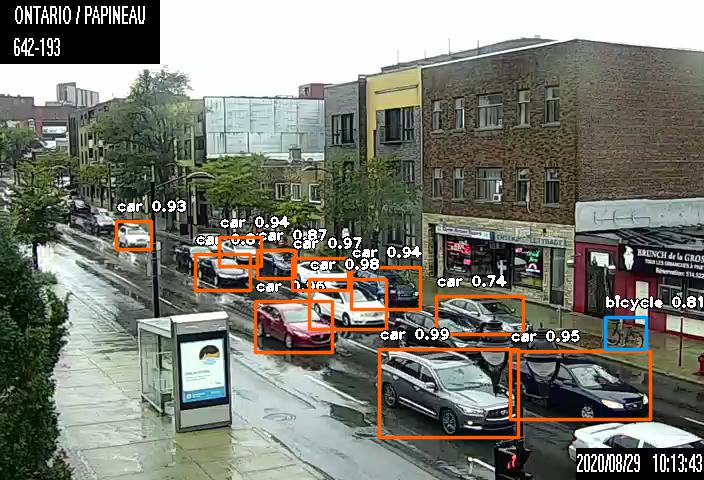 ONTARIO / PAPINEAU
642-193
car 0.93
car 0.94
0.87
car 0.97
car 0.94
car 0.98
car 0.96
car 0.74
bicycle 0.81
car 0.99
car 0.95
BRUNCH de la GROS
2020/08/29 10:13:43